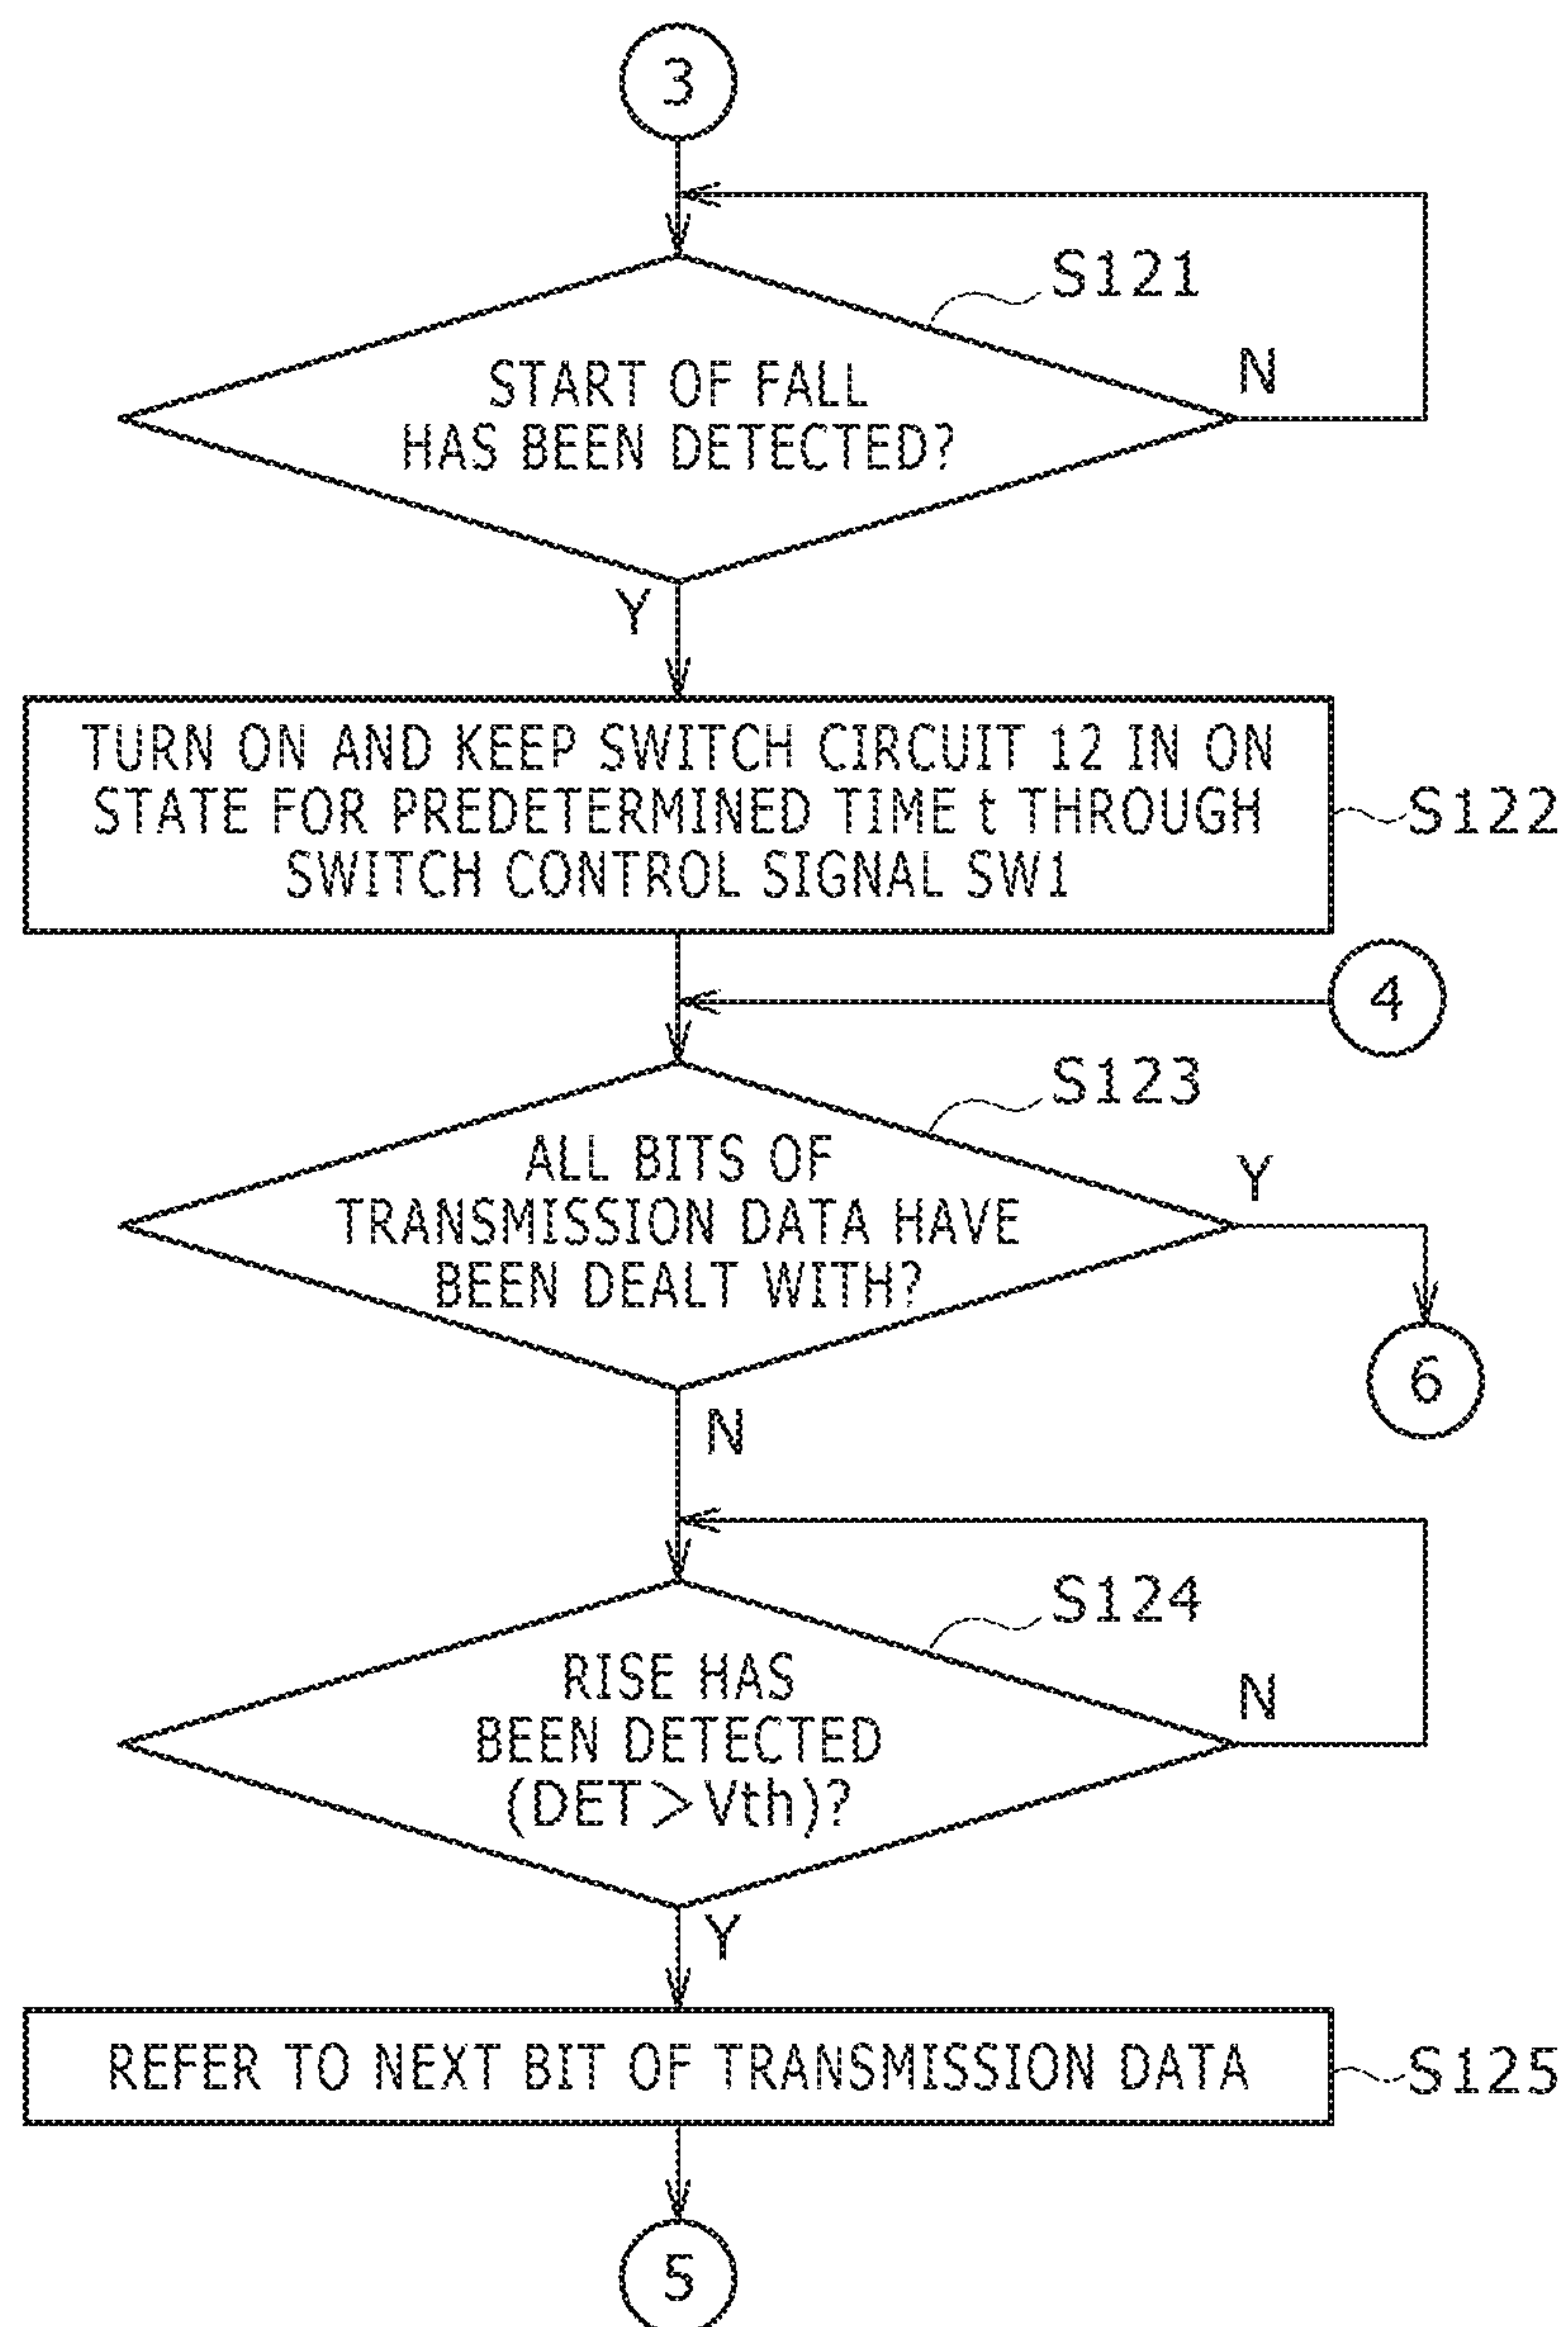 3
S121
START OF FALL
HAS BEEN DETECTED?
N
Y
TURN ON AND KEEP SWITCH CIRCUIT 12 IN ON
STATE FOR PREDETERMINED TIME t THROUGH
SWITCH CONTROL SIGNAL SW1
S122
4
S123
ALL BITS OF
TRANSMISSION DATA HAVE
BEEN DEALT WITH?
Y
6
N
S124
RISE HAS
BEEN DETECTED
(DET>Vth)?
N
Y
REFER TO NEXT BIT OF TRANSMISSION DATA
S125
5